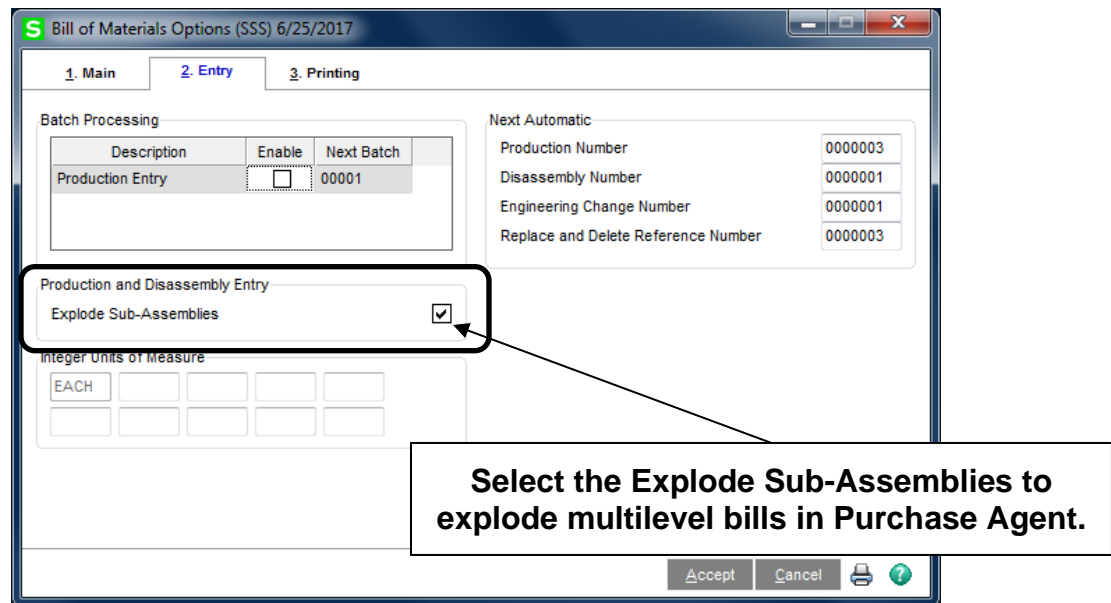 S Bill of Materials Options (SSS) 6/25/2017
1. Main 2. Entry 3. Printing
Batch Processing
Description Enable Next Batch
Production Entry 00001
Next Automatic
Production Number 0000003
Disassembly Number 0000001
Engineering Change Number 0000001
Replace and Delete Reference Number 0000003
Production and Disassembly Entry
Explode Sub-Assemblies
Integer Units of Measure
EACH
Select the Explode Sub-Assemblies to
explode multilevel bills in Purchase Agent.
Accept Cancel